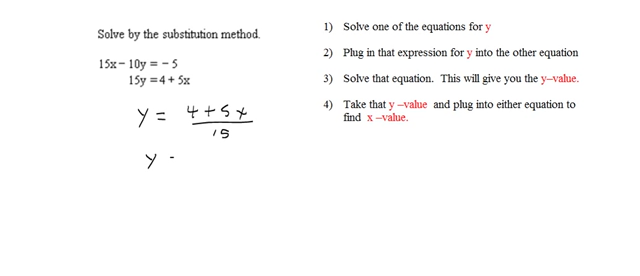 Solve by the substitution method.
15x – 10y = – 5
15y = 4 + 5x
y = 4 + 5x
15
y -
1) Solve one of the equations for y
2) Plug in that expression for y into the other equation
3) Solve that equation. This will give you the y–value.
4) Take that y –value and plug into either equation to
find x –value.